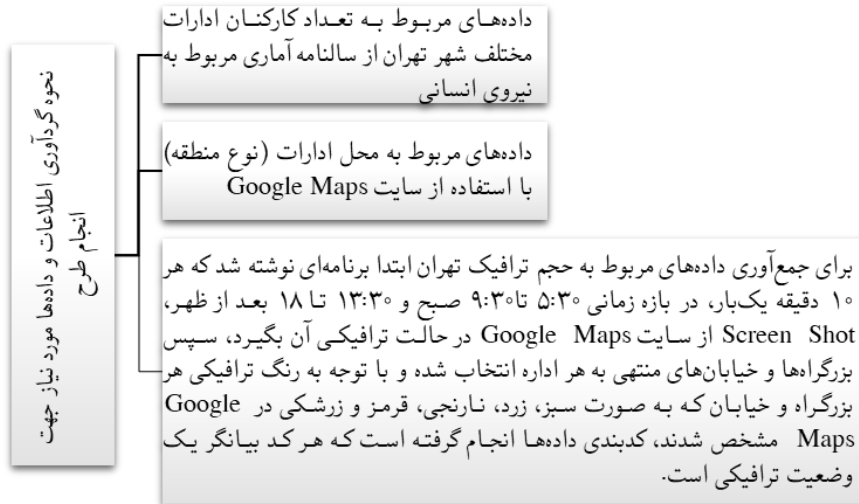 نحوه گردآوری اطلاعات و داده‌ها مورد نیاز جهت
انجام طرح
داده‌های مربوط به تعداد کارکنان ادارات
مختلف شهر تهران از سالنامه آماری مربوط به
نیروی انسانی
داده‌های مربوط به محل ادارات (نوع منطقه)
با استفاده از سایت Google Maps
برای جمع‌آوری داده‌های مربوط به حجم ترافیک تهران ابتدا برنامه‌ای نوشته شد که هر
۱۰ دقیقه یک‌بار، در بازه زمانی ۵:۳۰ تا ۹:۳۰ صبح و ۱۳:۳۰ تا ۱۸ بعد از ظهر،
Screen Shot از سایت Google Maps در حالت ترافیکی آن بگیرد، سپس
بزرگراه‌ها و خیابان‌های منتهی به هر اداره انتخاب شده و با توجه به رنگ ترافیکی هر
بزرگراه و خیابان که به صورت سبز، زرد، نارنجی، قرمز و زرشکی در Google
Maps مشخص شدند، کدبندی داده‌ها انجام گرفته است که هر کد بیانگر یک
وضعیت ترافیکی است.